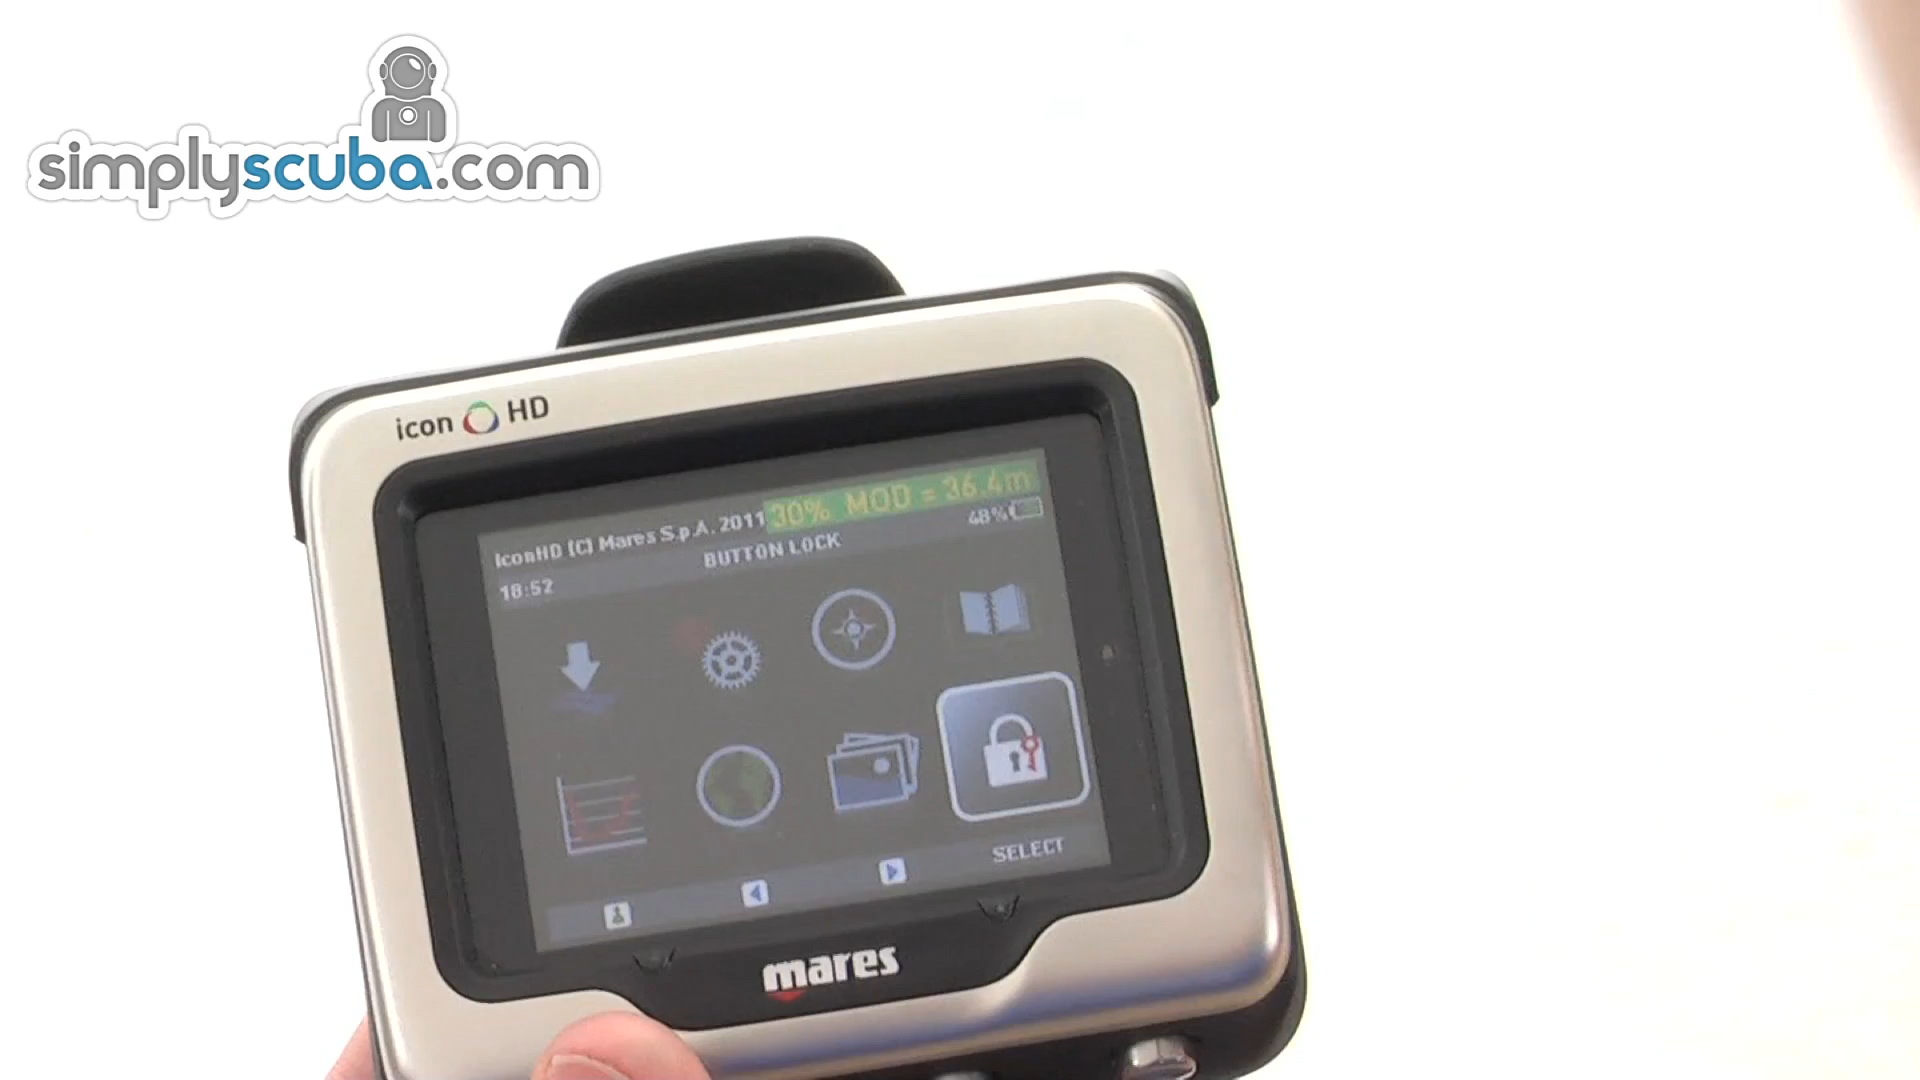 simplyscuba.com
icon HD
IconHD (C) Mares S.p.A. 2011 30% MOD = 36.4m
BUTTON LOCK 48%
18:52
SELECT
mares